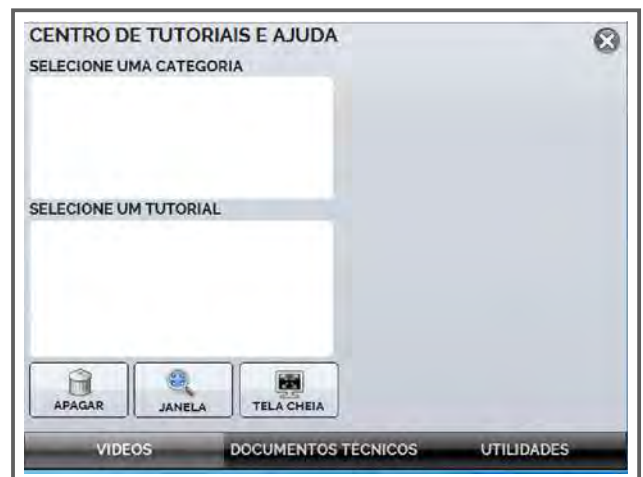 CENTRO DE TUTORIAIS E AJUDA
SELECIONE UMA CATEGORIA
SELECIONE UM TUTORIAL
APAGAR JANELA TELA CHEIA
VIDEOS DOCUMENTOS TÉCNICOS UTILIDADES